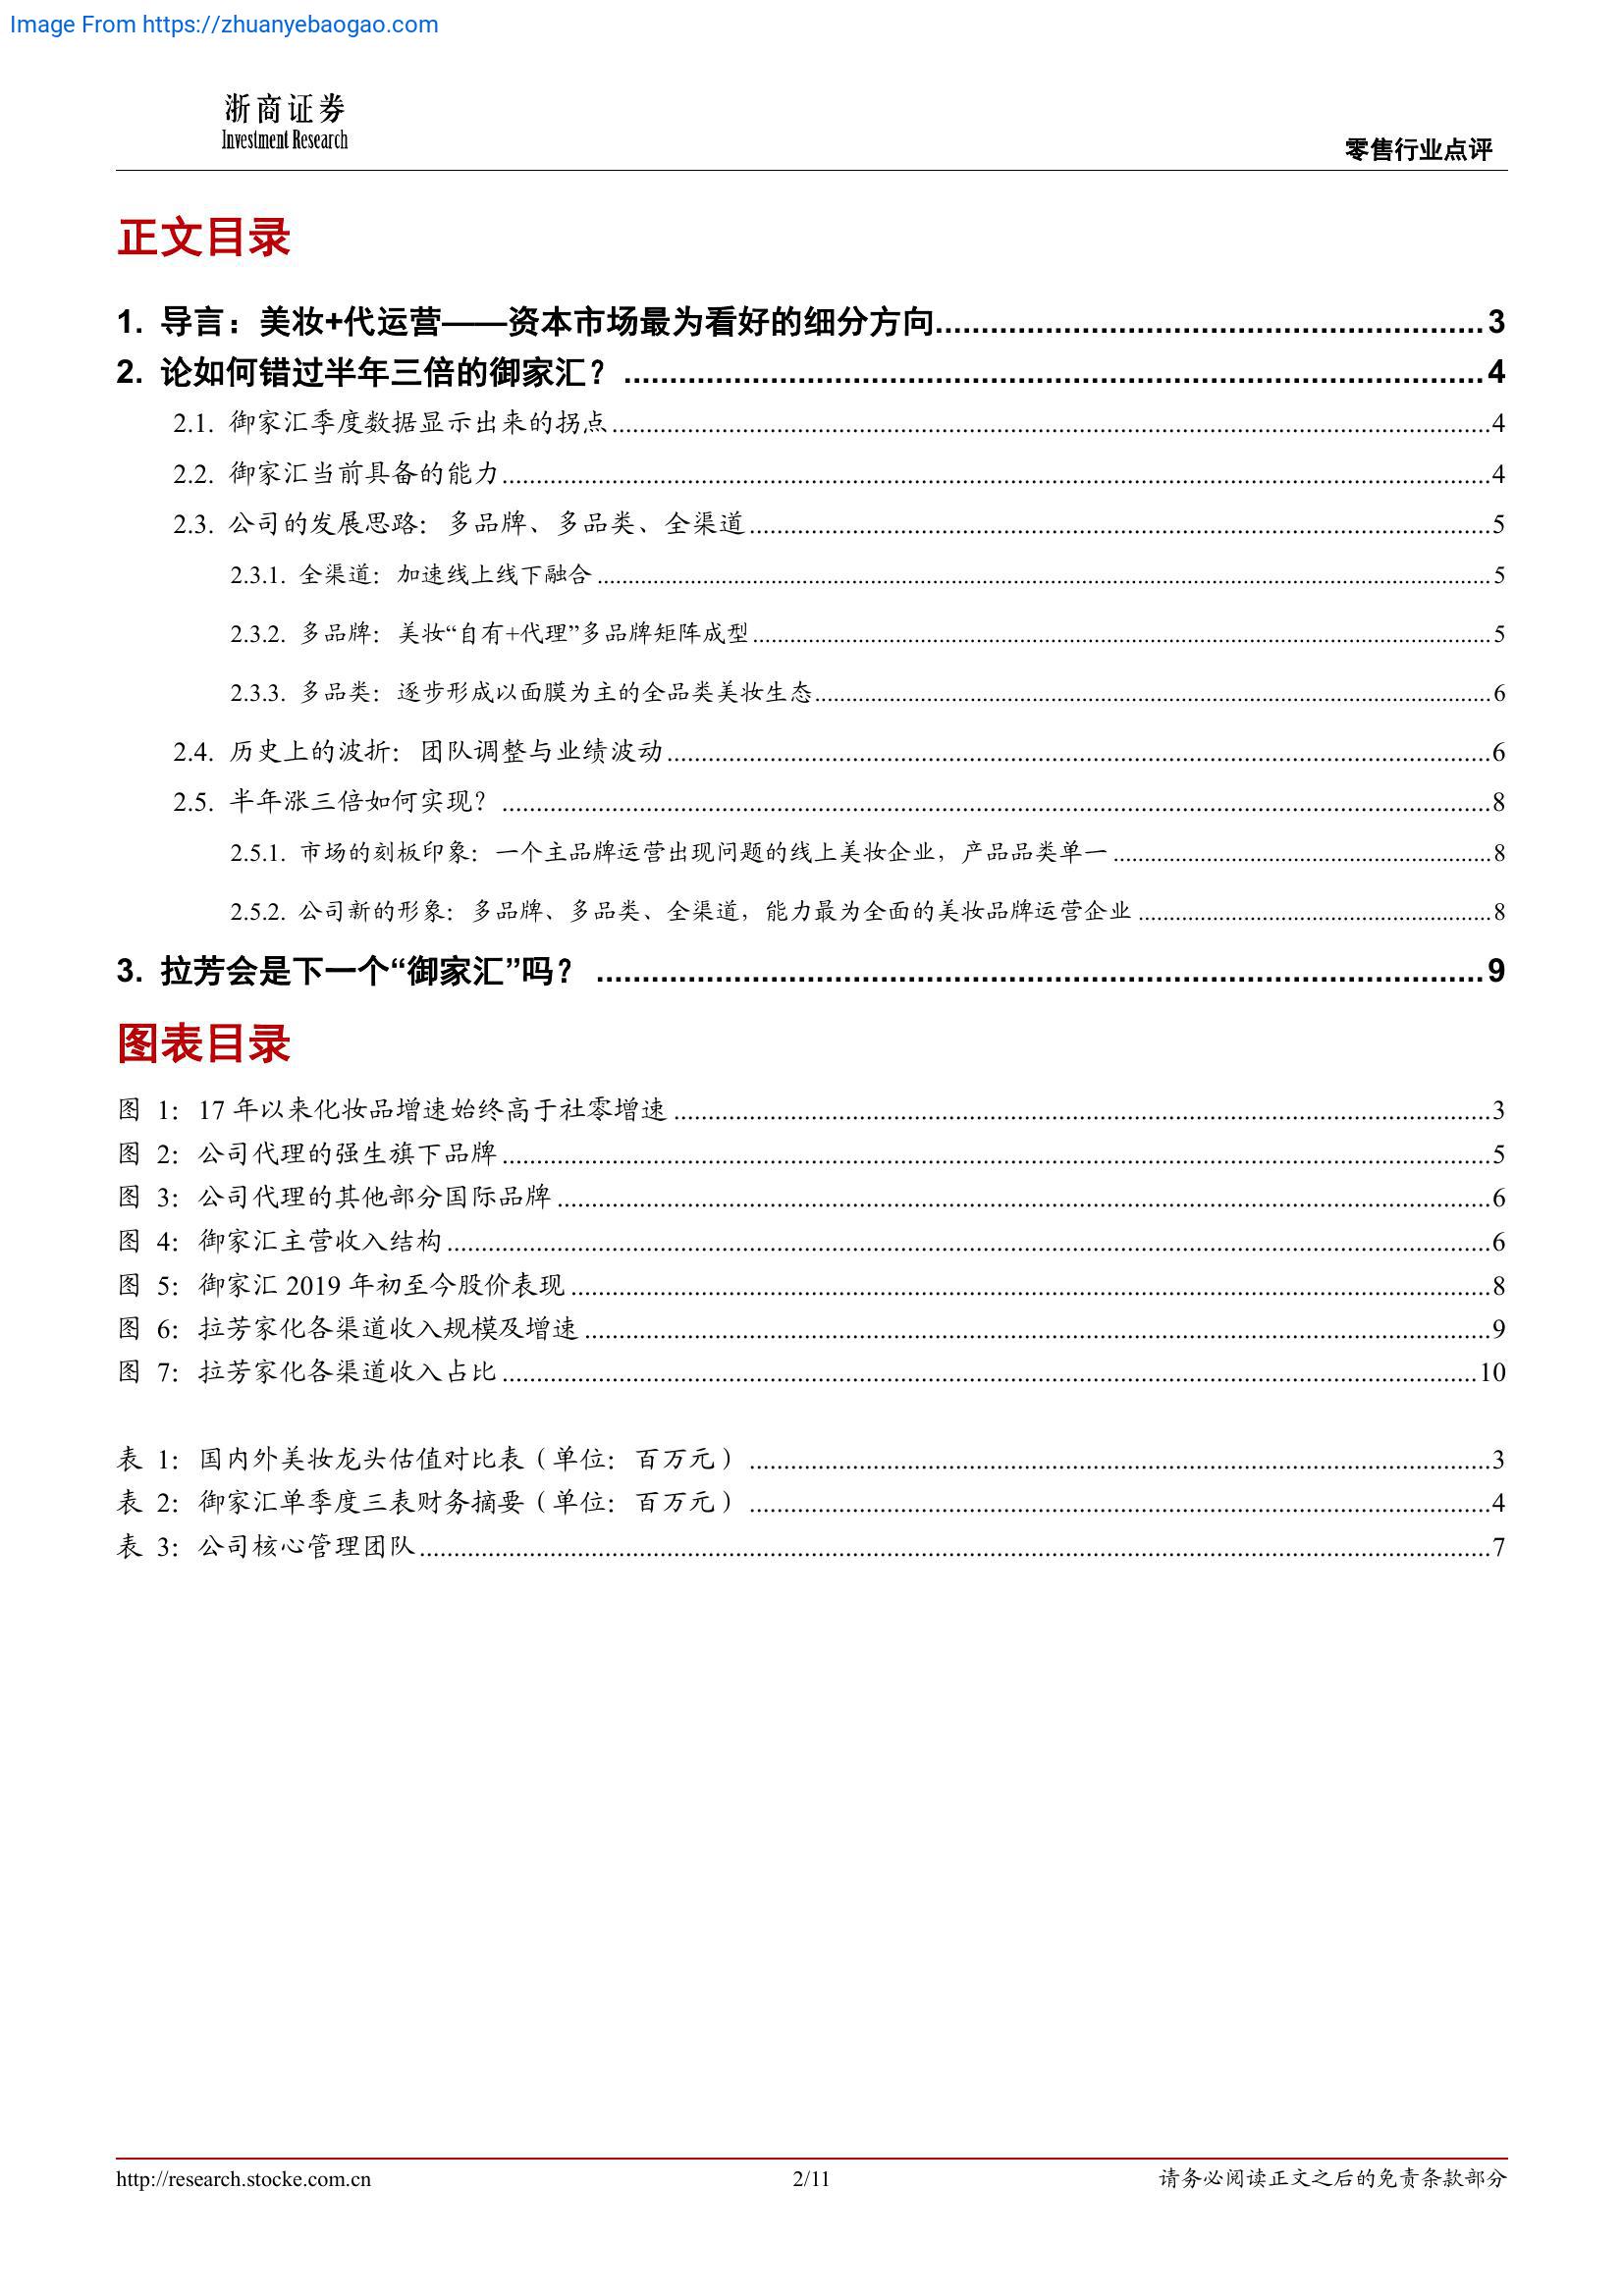 Image From https://zhuanyebaogao.com
浙商证券
Investment Research
零售行业点评
正文目录
1. 导言：美妆+代运营——资本市场最为看好的细分方向............................................................3
2. 论如何错过半年三倍的御家汇？..............................................................................................4
2.1. 御家汇季度数据显示出来的拐点................................................................................................4
2.2. 御家汇当前具备的能力................................................................................................4
2.3. 公司的发展思路：多品牌、多品类、全渠道................................................................................5
2.3.1. 全渠道：加速线上线下融合................................................................................5
2.3.2. 多品牌：美妆“自有+代理”多品牌矩阵成型................................................................5
2.3.3. 多品类：逐步形成以面膜为主的全品类美妆生态................................................................6
2.4. 历史上的波折：团队调整与业绩波动................................................................................6
2.5. 半年涨三倍如何实现？................................................................................................8
2.5.1. 市场的刻板印象：一个主品牌运营出现问题的线上美妆企业，产品品类单一................................8
2.5.2. 公司新的形象：多品牌、多品类、全渠道，能力最为全面的美妆品牌运营企业................................8
3. 拉芳会是下一个“御家汇”吗？................................................................................................9
图表目录
图 1：17 年以来化妆品增速始终高于社零增速................................................................................3
图 2：公司代理的强生旗下品牌................................................................................................5
图 3：公司代理的其他部分国际品牌................................................................................................6
图 4：御家汇主营收入结构................................................................................................6
图 5：御家汇 2019 年初至今股价表现................................................................................8
图 6：拉芳家化各渠道收入规模及增速................................................................................9
图 7：拉芳家化各渠道收入占比................................................................................................10
表 1：国内外美妆龙头估值对比表（单位：百万元）................................................................3
表 2：御家汇单季度三表财务摘要（单位：百万元）................................................................4
表 3：公司核心管理团队................................................................................................7
http://research.stocke.com.cn
2/11
请务必阅读正文之后的免责条款部分